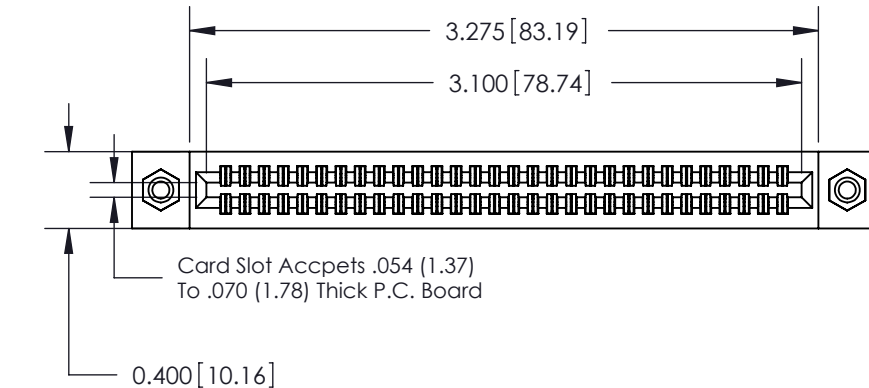 3.275[83.19]
3.100[78.74]
Card Slot Accpets .054 (1.37)
To .070 (1.78) Thick P.C. Board
0.400[10.16]